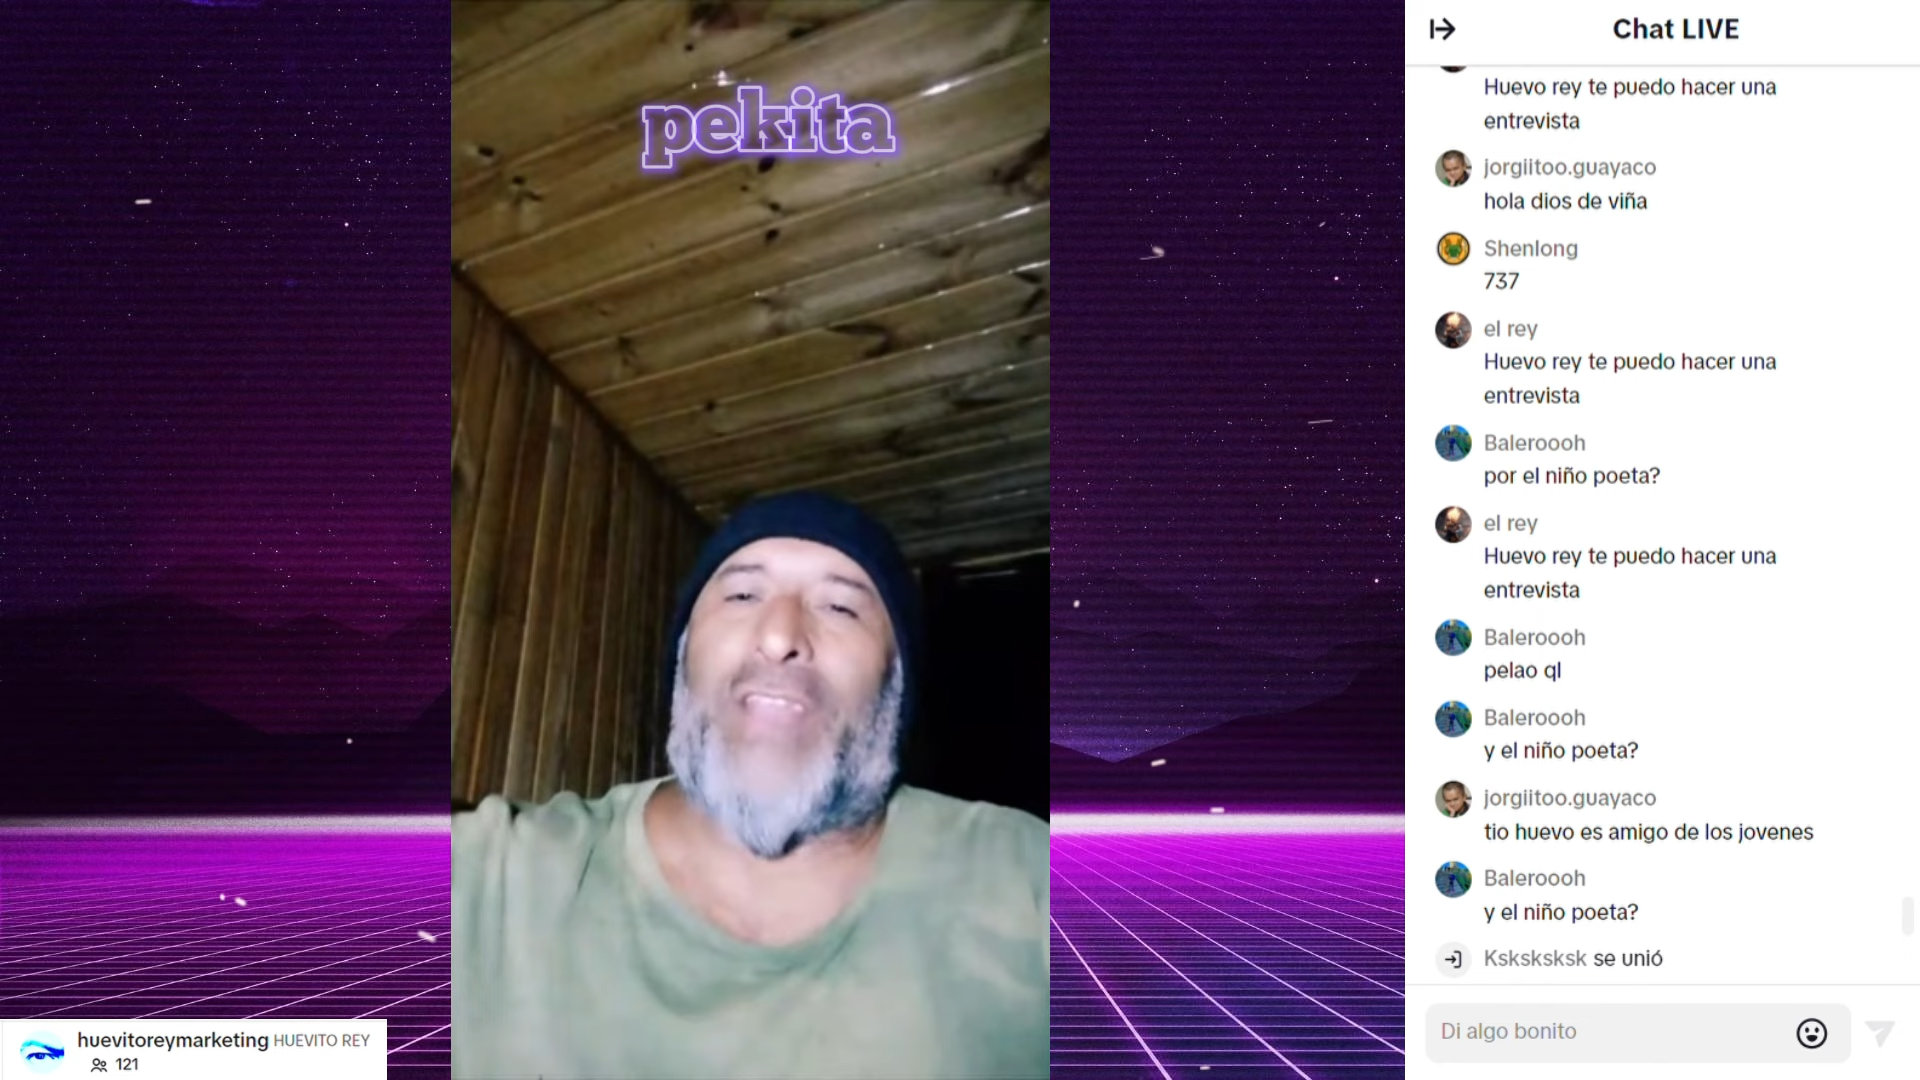 pekita
Chat LIVE
Huevo rey te puedo hacer una
entrevista
jorgiitoo.guayaco
hola dios de viña
Shenlong
737
el rey
Huevo rey te puedo hacer una
entrevista
Baleroooh
por el niño poeta?
el rey
Huevo rey te puedo hacer una
entrevista
Baleroooh
pelao ql
Baleroooh
y el niño poeta?
jorgiitoo.guayaco
tio huevo es amigo de los jovenes
Baleroooh
y el niño poeta?
Ksksksksk se unió
Di algo bonito
huevitoreymarketing HUEVITO REY
121